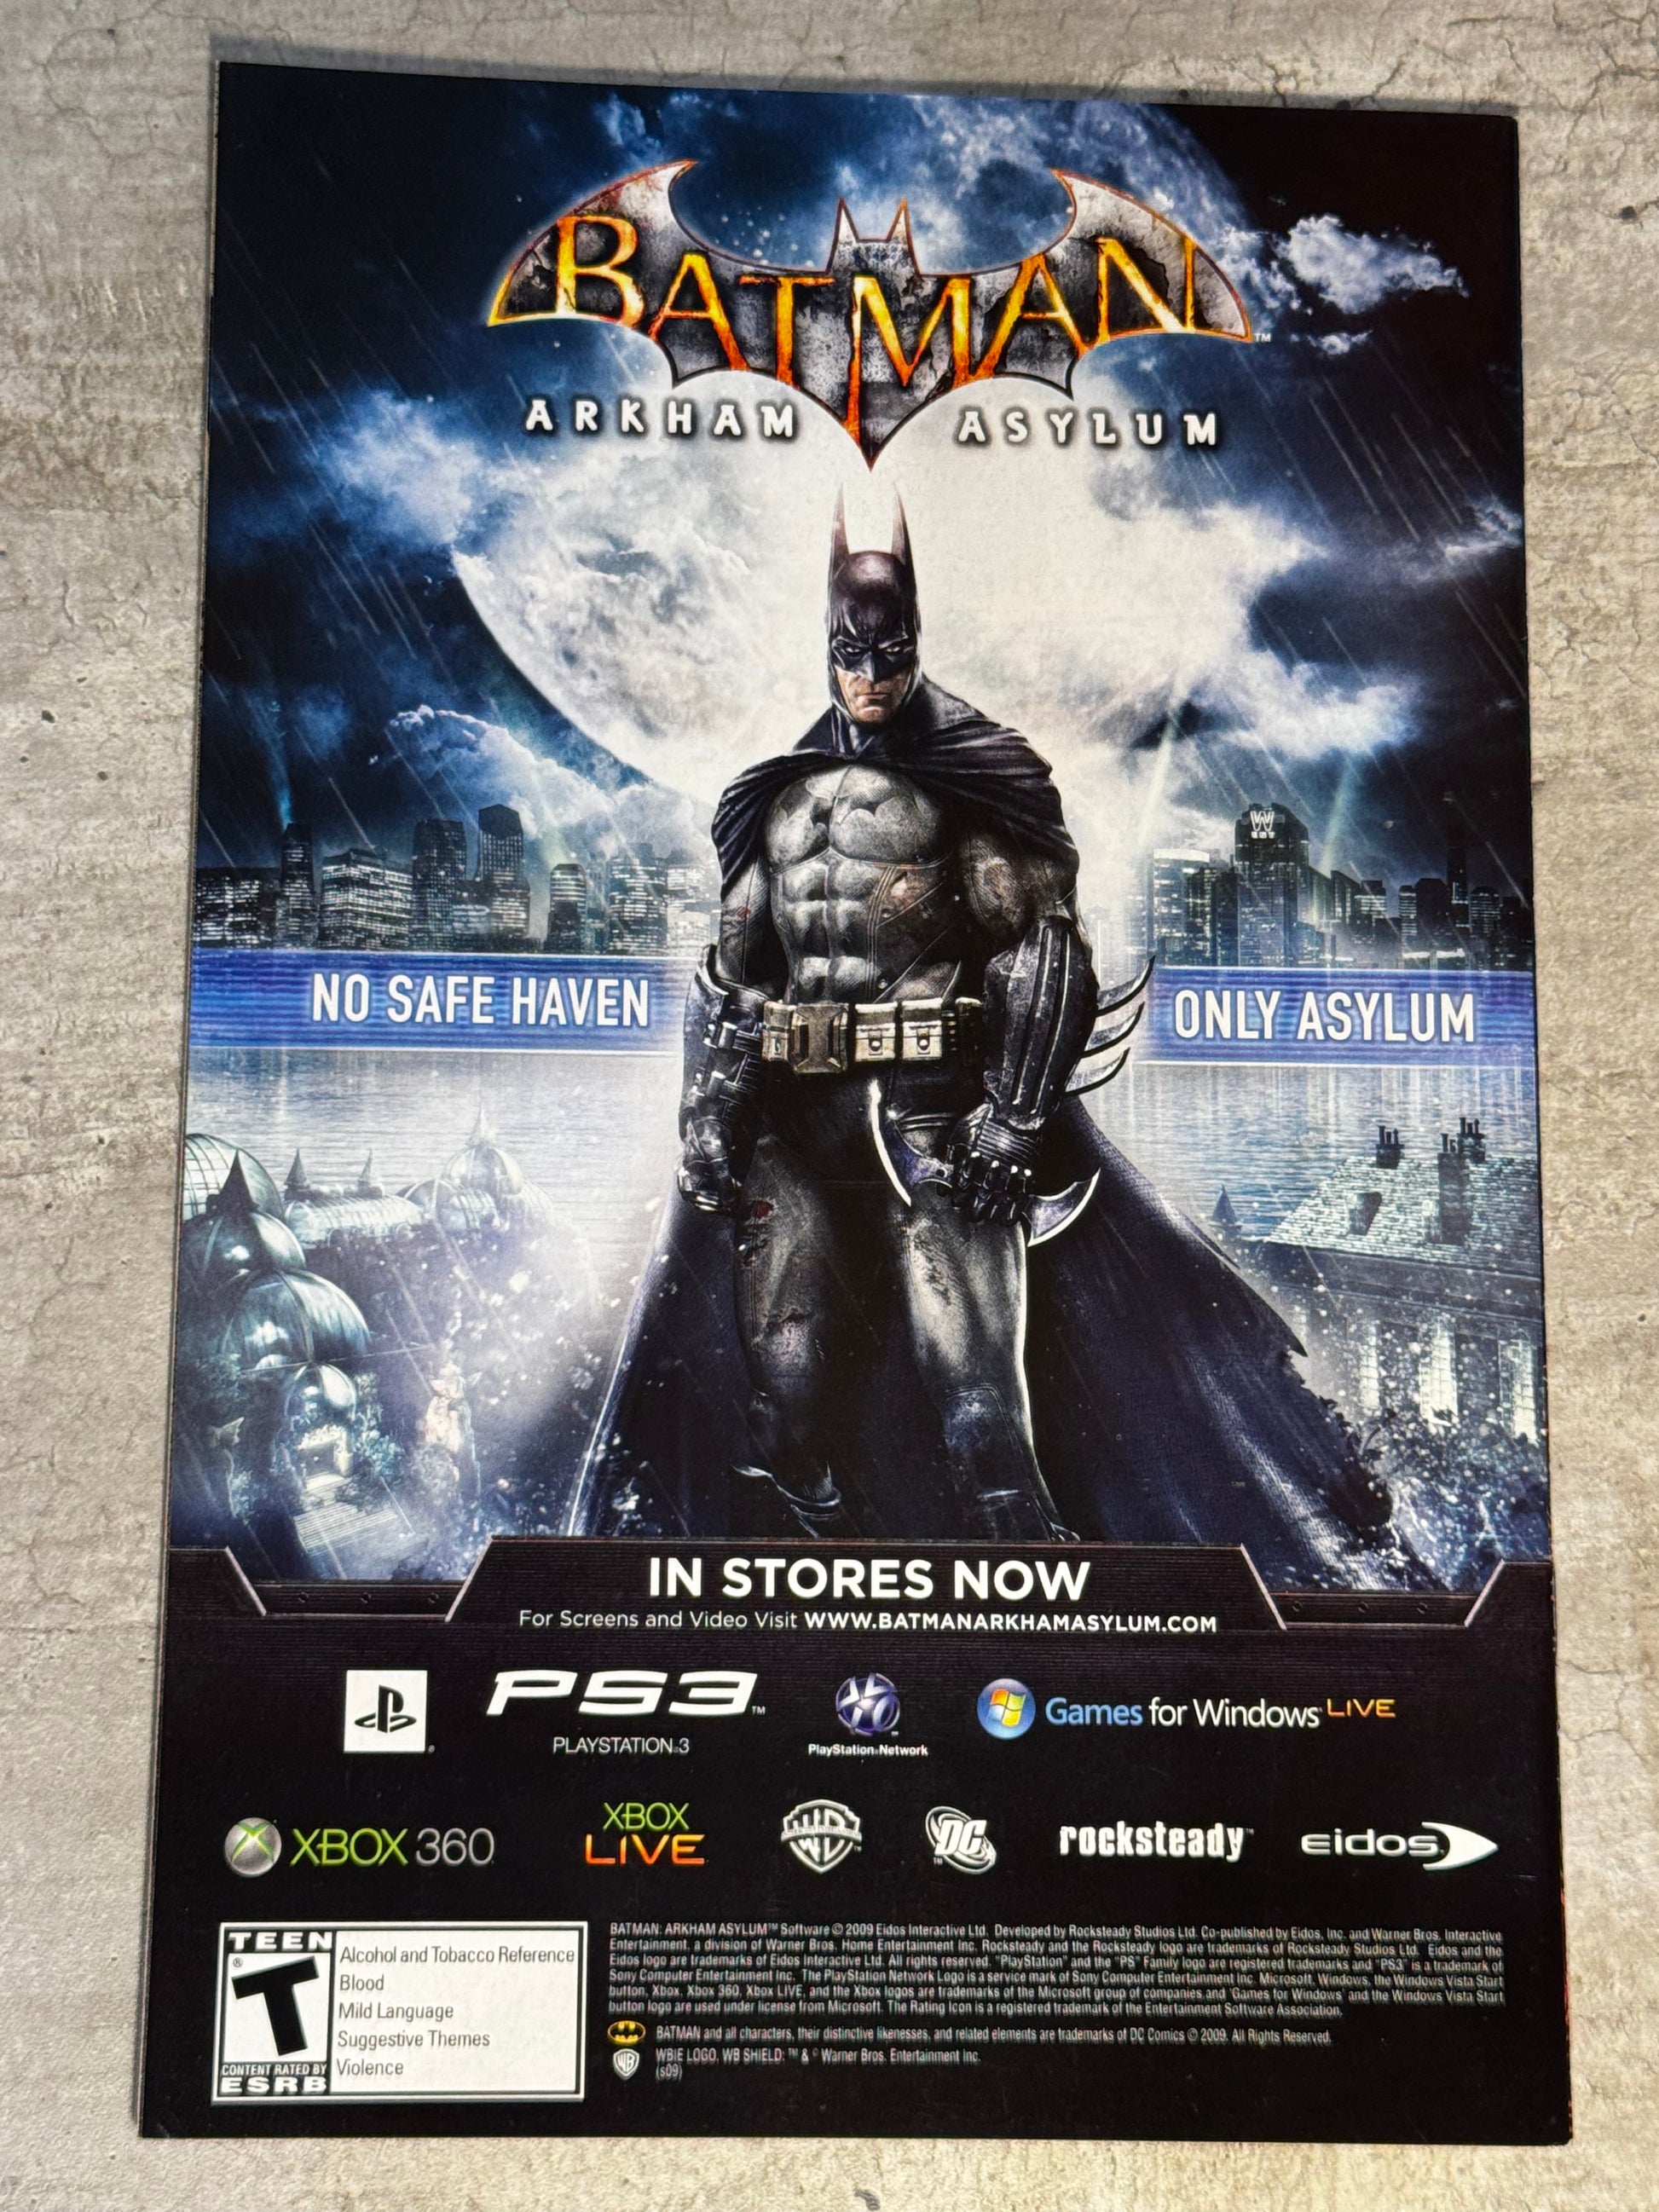 BATMAN™
ARKHAM ASYLUM
W
NO SAFE HAVEN ONLY ASYLUM
IN STORES NOW
For Screens and Video Visit WWW.BATMANARKHAMASYLUM.COM
PS3™
PLAYSTATION 3
PlayStation Network
Games for Windows LIVE
XBOX 360
XBOX
LIVE
WB
DC
rocksteady™
eidos
TEEN
T®
CONTENT RATED BY
ESRB
Alcohol and Tobacco Reference
Blood
Mild Language
Suggestive Themes
Violence
BATMAN: ARKHAM ASYLUM™ Software © 2009 Eidos Interactive Ltd. Developed by Rocksteady Studios Ltd. Co-published by Eidos, Inc. and Warner Bros. Interactive
Entertainment, a division of Warner Bros. Home Entertainment Inc. Rocksteady and the Rocksteady logo are trademarks of Rocksteady Studios Ltd. Eidos and the
Eidos logo are trademarks of Eidos Interactive Ltd. All rights reserved. "PlayStation" and the "PS" Family logo are registered trademarks and "PS3" is a trademark of
Sony Computer Entertainment Inc. The PlayStation Network Logo is a service mark of Sony Computer Entertainment Inc. Microsoft, Windows, the Windows Vista Start
button, Xbox, Xbox 360, Xbox LIVE, and the Xbox logos are trademarks of the Microsoft group of companies and 'Games for Windows' and the Windows Vista Start
button logo are used under license from Microsoft. The Rating Icon is a registered trademark of the Entertainment Software Association.
BATMAN and all characters, their distinctive likenesses, and related elements are trademarks of DC Comics © 2009. All Rights Reserved.
WBIE LOGO, WB SHIELD: ™ & © Warner Bros. Entertainment Inc.
(s09)